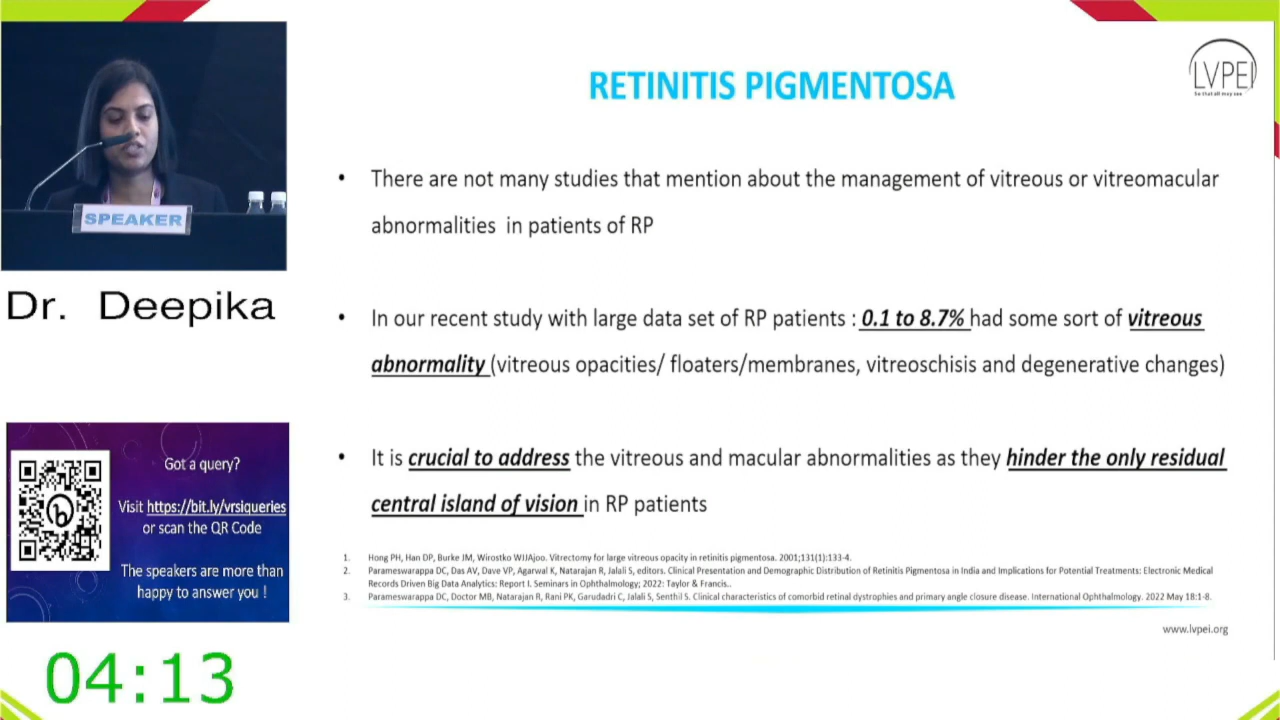 RETINITIS PIGMENTOSA
LVPEI
So that all may see
• There are not many studies that mention about the management of vitreous or vitreomacular
abnormalities in patients of RP
• In our recent study with large data set of RP patients : 0.1 to 8.7% had some sort of vitreous
abnormality (vitreous opacities/ floaters/membranes, vitreoschisis and degenerative changes)
• It is crucial to address the vitreous and macular abnormalities as they hinder the only residual
central island of vision in RP patients
1. Hong PH, Han DP, Burke JM, Wirostko WJJAjoo. Vitrectomy for large vitreous opacity in retinitis pigmentosa. 2001;131(1):133-4.
2. Parameswarappa DC, Das AV, Dave VP, Agarwal K, Natarajan R, Jalali S, editors. Clinical Presentation and Demographic Distribution of Retinitis Pigmentosa in India and Implications for Potential Treatments: Electronic Medical
Records Driven Big Data Analytics: Report I. Seminars in Ophthalmology; 2022: Taylor & Francis..
3. Parameswarappa DC, Doctor MB, Natarajan R, Rani PK, Garudadri C, Jalali S, Senthil S. Clinical characteristics of comorbid retinal dystrophies and primary angle closure disease. International Ophthalmology. 2022 May 18:1-8.
www.lvpei.org
SPEAKER
Dr. Deepika
Got a query?
Visit https://bit.ly/vrsiqueries
or scan the QR Code
The speakers are more than
happy to answer you !
04:13